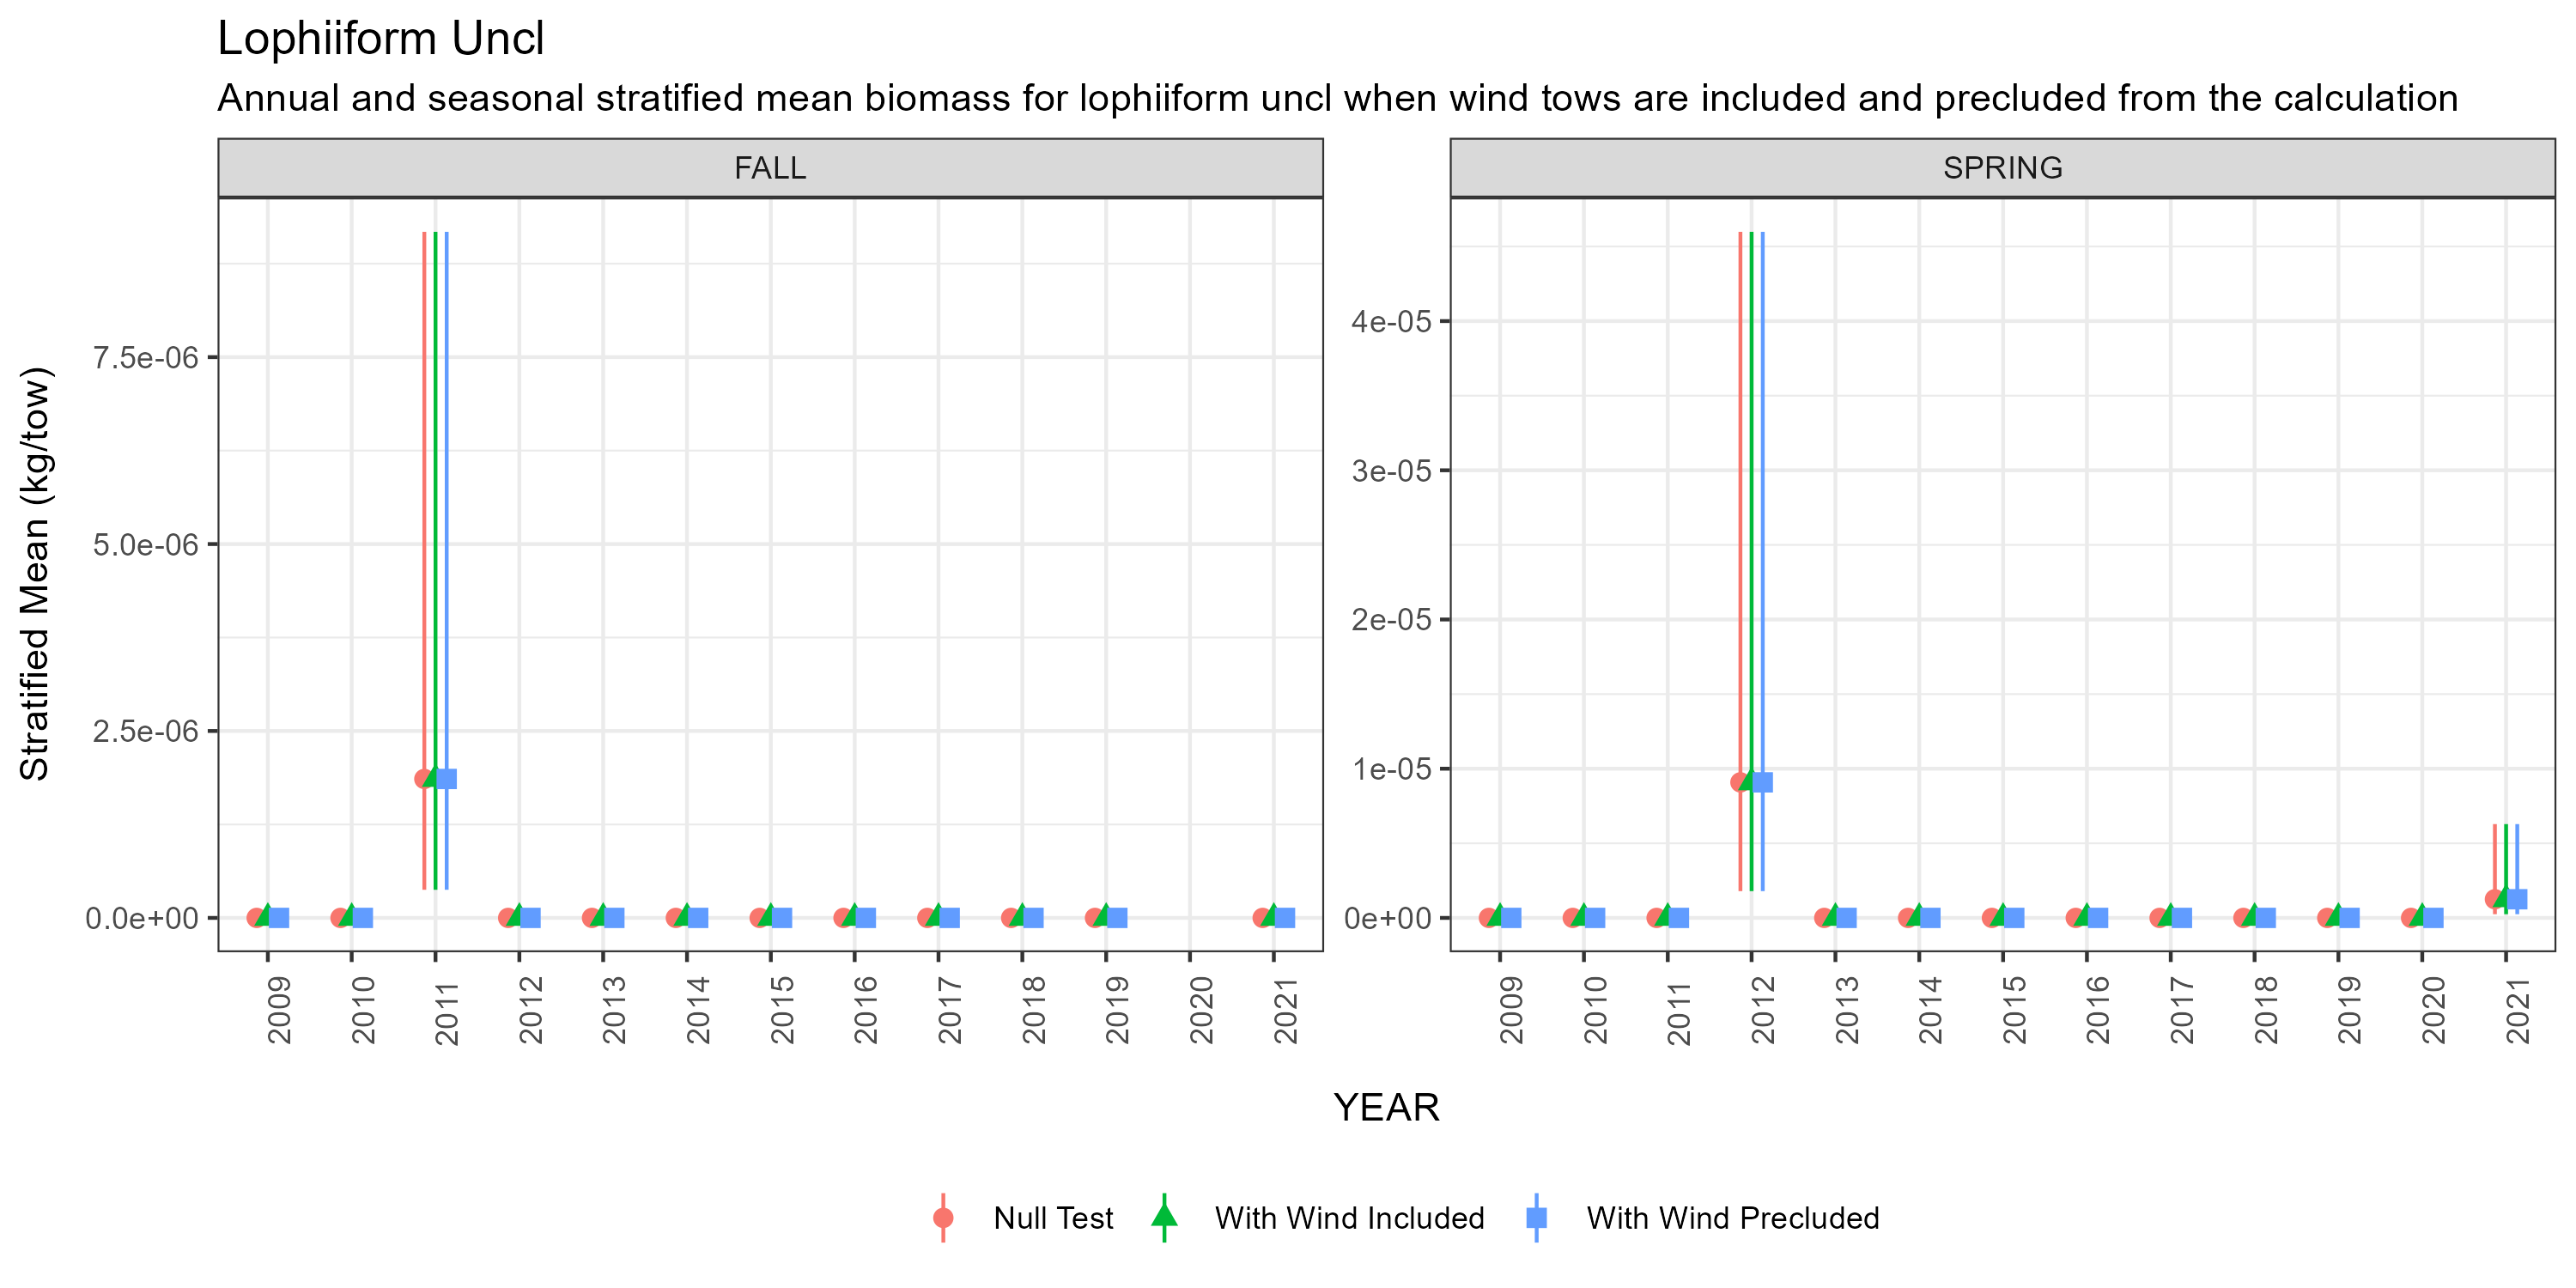 Lophiiform Uncl
Annual and seasonal stratified mean biomass for lophiiform uncl when wind tows are included and precluded from the calculation
FALL
SPRING
Stratified Mean (kg/tow)
7.5e-06
5.0e-06
2.5e-06
0.0e+00
4e-05
3e-05
2e-05
1e-05
0e+00
2009 2010 2011 2012 2013 2014 2015 2016 2017 2018 2019 2020 2021
2009 2010 2011 2012 2013 2014 2015 2016 2017 2018 2019 2020 2021
YEAR
Null Test With Wind Included With Wind Precluded